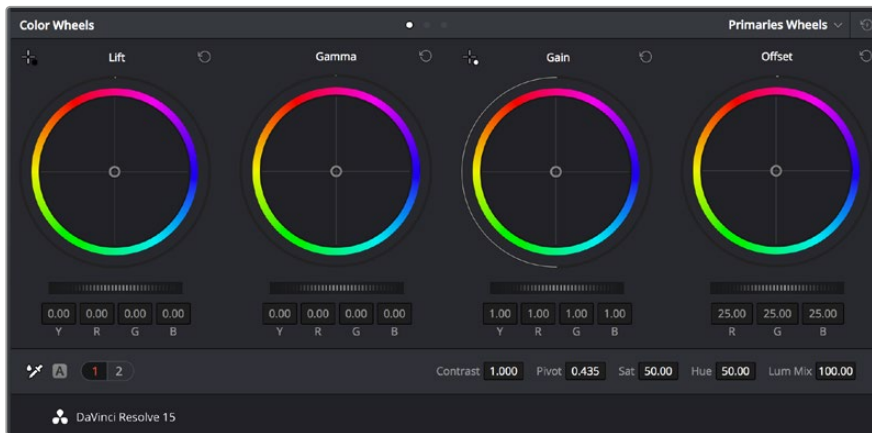 Color Wheels Primaries Wheels
Lift Gamma Gain Offset
0.00 0.00 0.00 0.00 0.00 0.00 0.00 0.00 1.00 1.00 1.00 1.00 25.00 25.00 25.00
Y R G B Y R G B Y R G B R G B
A 1 2 Contrast 1.000 Pivot 0.435 Sat 50.00 Hue 50.00 Lum Mix 100.00
DaVinci Resolve 15